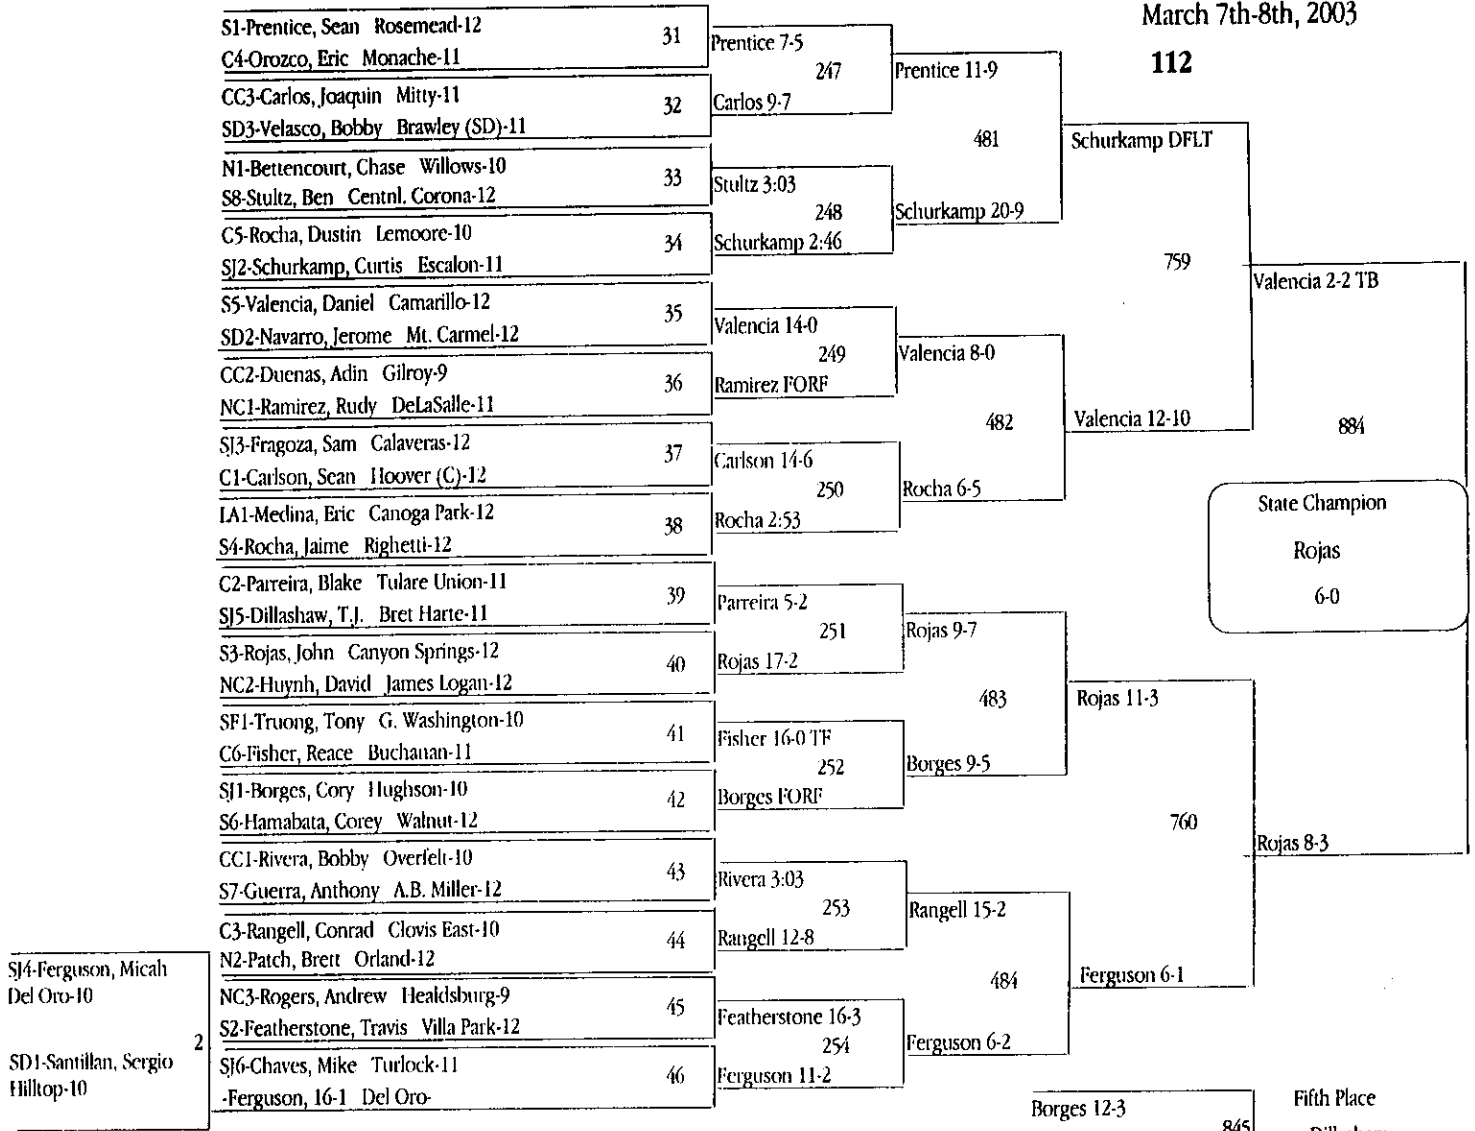 March 7th-8th, 2003
112
S1-Prentice, Sean Rosemead-12
C4-Orozco, Eric Monache-11
31
CC3-Carlos, Joaquin Mitty-11
SD3-Velasco, Bobby Brawley (SD)-11
32
N1-Bettencourt, Chase Willows-10
S8-Stultz, Ben Centnl. Corona-12
33
C5-Rocha, Dustin Lemoore-10
SJ2-Schurkamp, Curtis Escalon-11
34
S5-Valencia, Daniel Camarillo-12
SD2-Navarro, Jerome Mt. Carmel-12
35
CC2-Duenas, Adin Gilroy-9
NC1-Ramirez, Rudy DeLaSalle-11
36
SJ3-Fragoza, Sam Calaveras-12
C1-Carlson, Sean Hoover (C)-12
37
LA1-Medina, Eric Canoga Park-12
S4-Rocha, Jaime Righetti-12
38
C2-Parreira, Blake Tulare Union-11
SJ5-Dillashaw, T.J. Bret Harte-11
39
S3-Rojas, John Canyon Springs-12
NC2-Huynh, David James Logan-12
40
SF1-Truong, Tony G. Washington-10
C6-Fisher, Reace Buchanan-11
41
SJ1-Borges, Cory Hughson-10
S6-Hamabata, Corey Walnut-12
42
CC1-Rivera, Bobby Overfelt-10
S7-Guerra, Anthony A.B. Miller-12
43
C3-Rangell, Conrad Clovis East-10
N2-Patch, Brett Orland-12
44
NC3-Rogers, Andrew Healdsburg-9
S2-Featherstone, Travis Villa Park-12
45
SJ6-Chaves, Mike Turlock-11
-Ferguson, 16-1 Del Oro-
46
SJ4-Ferguson, Micah
Del Oro-10
2
SD1-Santillan, Sergio
Hilltop-10
Prentice 7-5
247
Carlos 9-7
Stultz 3:03
248
Schurkamp 2:46
Valencia 14-0
249
Ramirez FORF
Carlson 14-6
250
Rocha 2:53
Parreira 5-2
251
Rojas 17-2
Fisher 16-0 TF
252
Borges FORF
Rivera 3:03
253
Rangell 12-8
Featherstone 16-3
254
Ferguson 11-2
Prentice 11-9
481
Schurkamp 20-9
Valencia 8-0
482
Rocha 6-5
Rojas 9-7
483
Borges 9-5
Rangell 15-2
484
Ferguson 6-2
Schurkamp DFLT
759
Valencia 12-10
Rojas 11-3
760
Ferguson 6-1
Valencia 2-2 TB
884
Rojas 8-3
State Champion
Rojas
6-0
Borges 12-3
845
Fifth Place